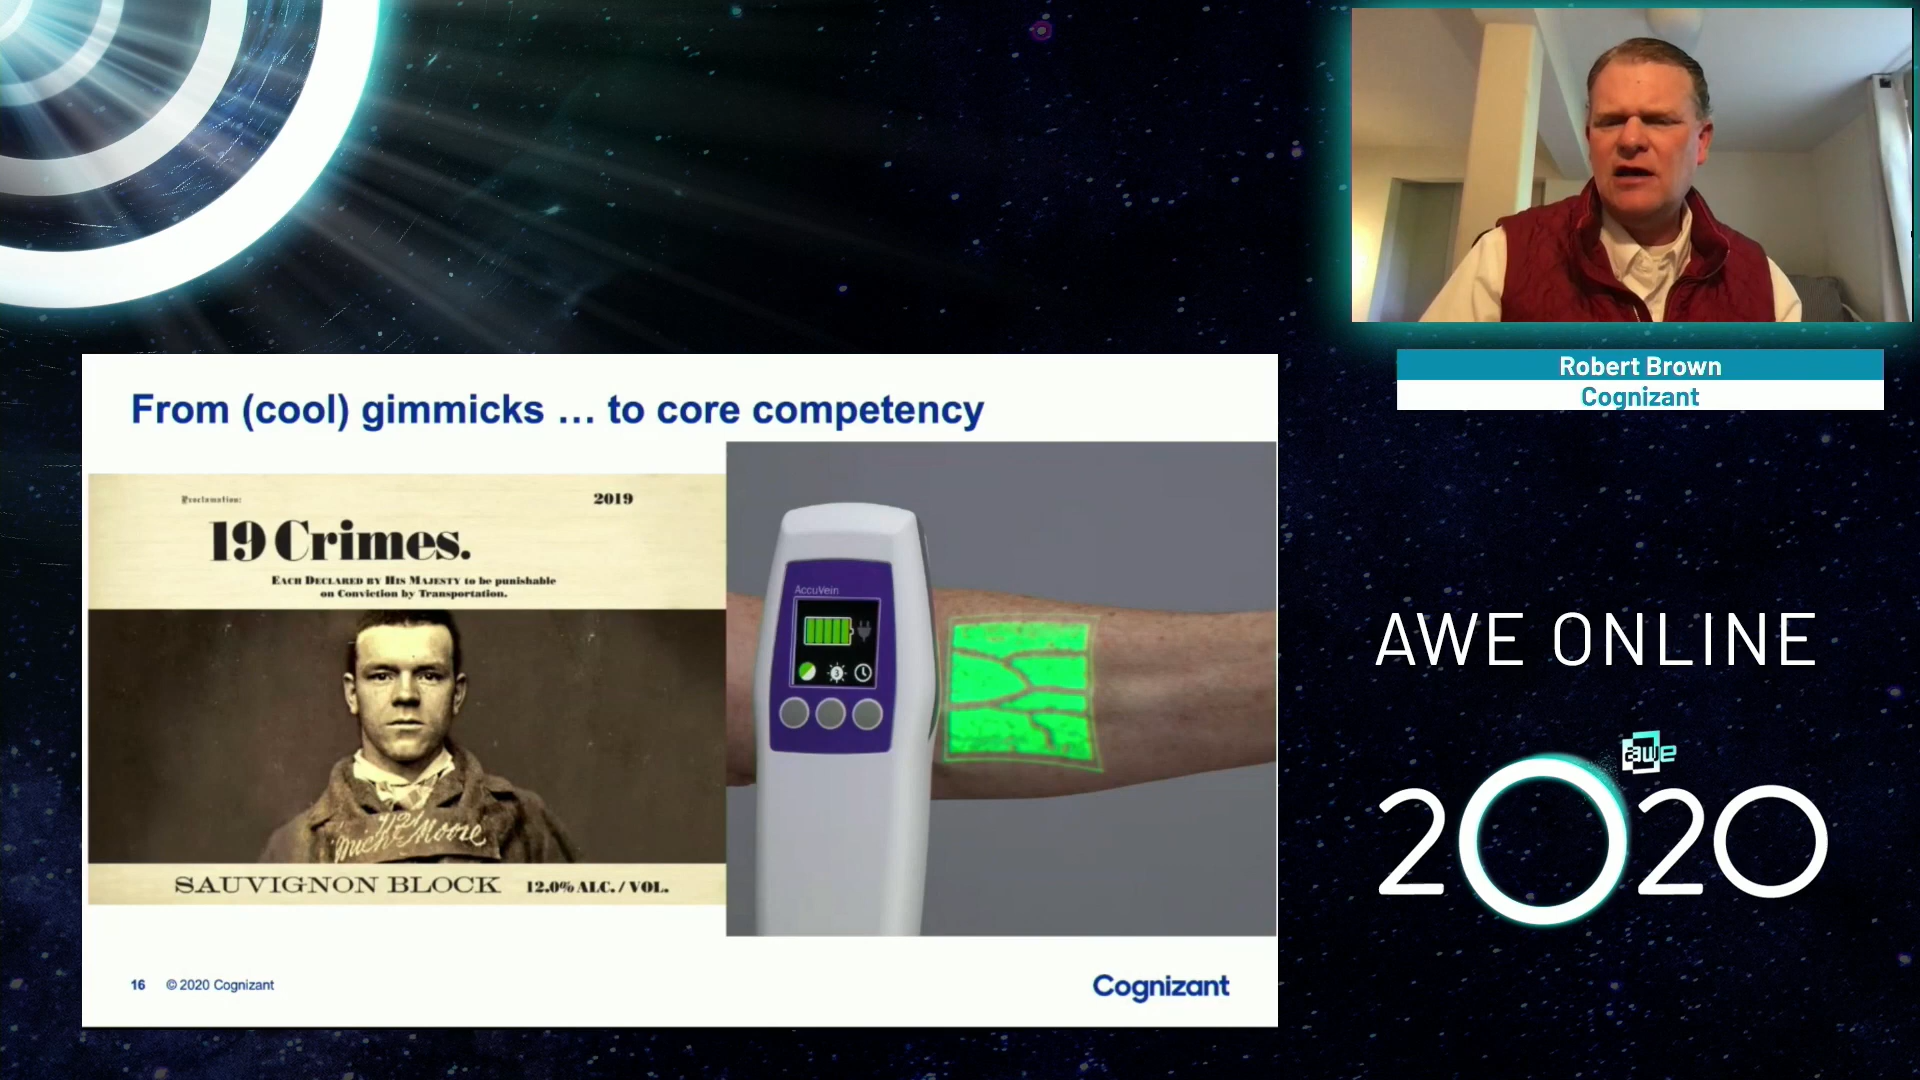 Robert Brown
Cognizant
From (cool) gimmicks … to core competency
Proclamation:
2019
19 Crimes.
EACH DECLARED BY HIS MAJESTY to be punishable
on Conviction by Transportation.
SAUVIGNON BLOCK
12.0% ALC. / VOL.
AccuVein
3
16 © 2020 Cognizant
Cognizant
AWE ONLINE
awe
2020